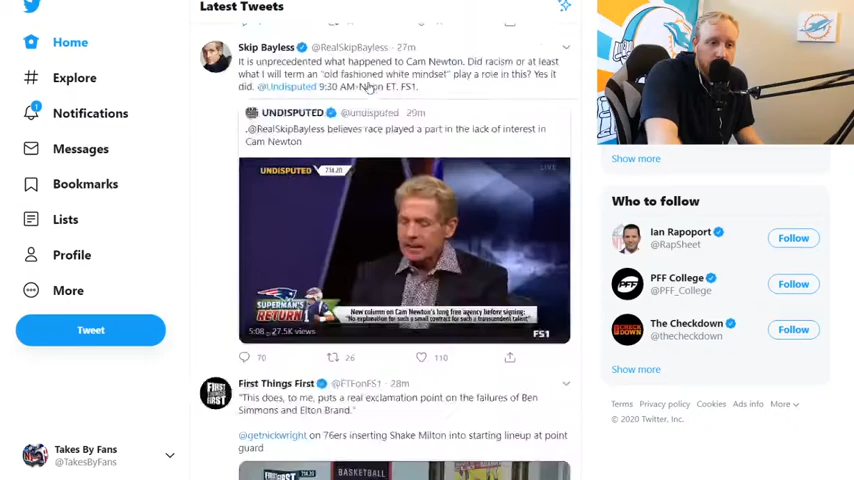 Latest Tweets
Home
Explore
1
Notifications
Messages
Bookmarks
Lists
Profile
More
Tweet
Takes By Fans
@TakesByFans
Skip Bayless @RealSkipBayless · 27m
It is unprecedented what happened to Cam Newton. Did racism or at least
what I will term an "old fashioned white mindset" play a role in this? Yes it
did. @Undisputed 9:30 AM-Noon ET, FS1.
UNDISPUTED @undisputed 29m
.@RealSkipBayless believes race played a part in the lack of interest in
Cam Newton
UNDISPUTED
LIVE
SUPERMAN'S
RETURN
New column on Cam Newton's long free agency before signing:
"No explanation for such a small contract for such a transcendent talent"
5:08 27.5K views
FS1
70
26
110
First Things First @FTFonFS1 · 28m
"This does, to me, puts a real exclamation point on the failures of Ben
Simmons and Elton Brand."
@getnickwright on 76ers inserting Shake Milton into starting lineup at point
guard
BASKETBALL
Show more
Who to follow
Ian Rapoport
@RapSheet
Follow
PFF College
@PFF_College
Follow
The Checkdown
@thecheckdown
Follow
Show more
Terms Privacy policy Cookies Ads info More
© 2020 Twitter, Inc.